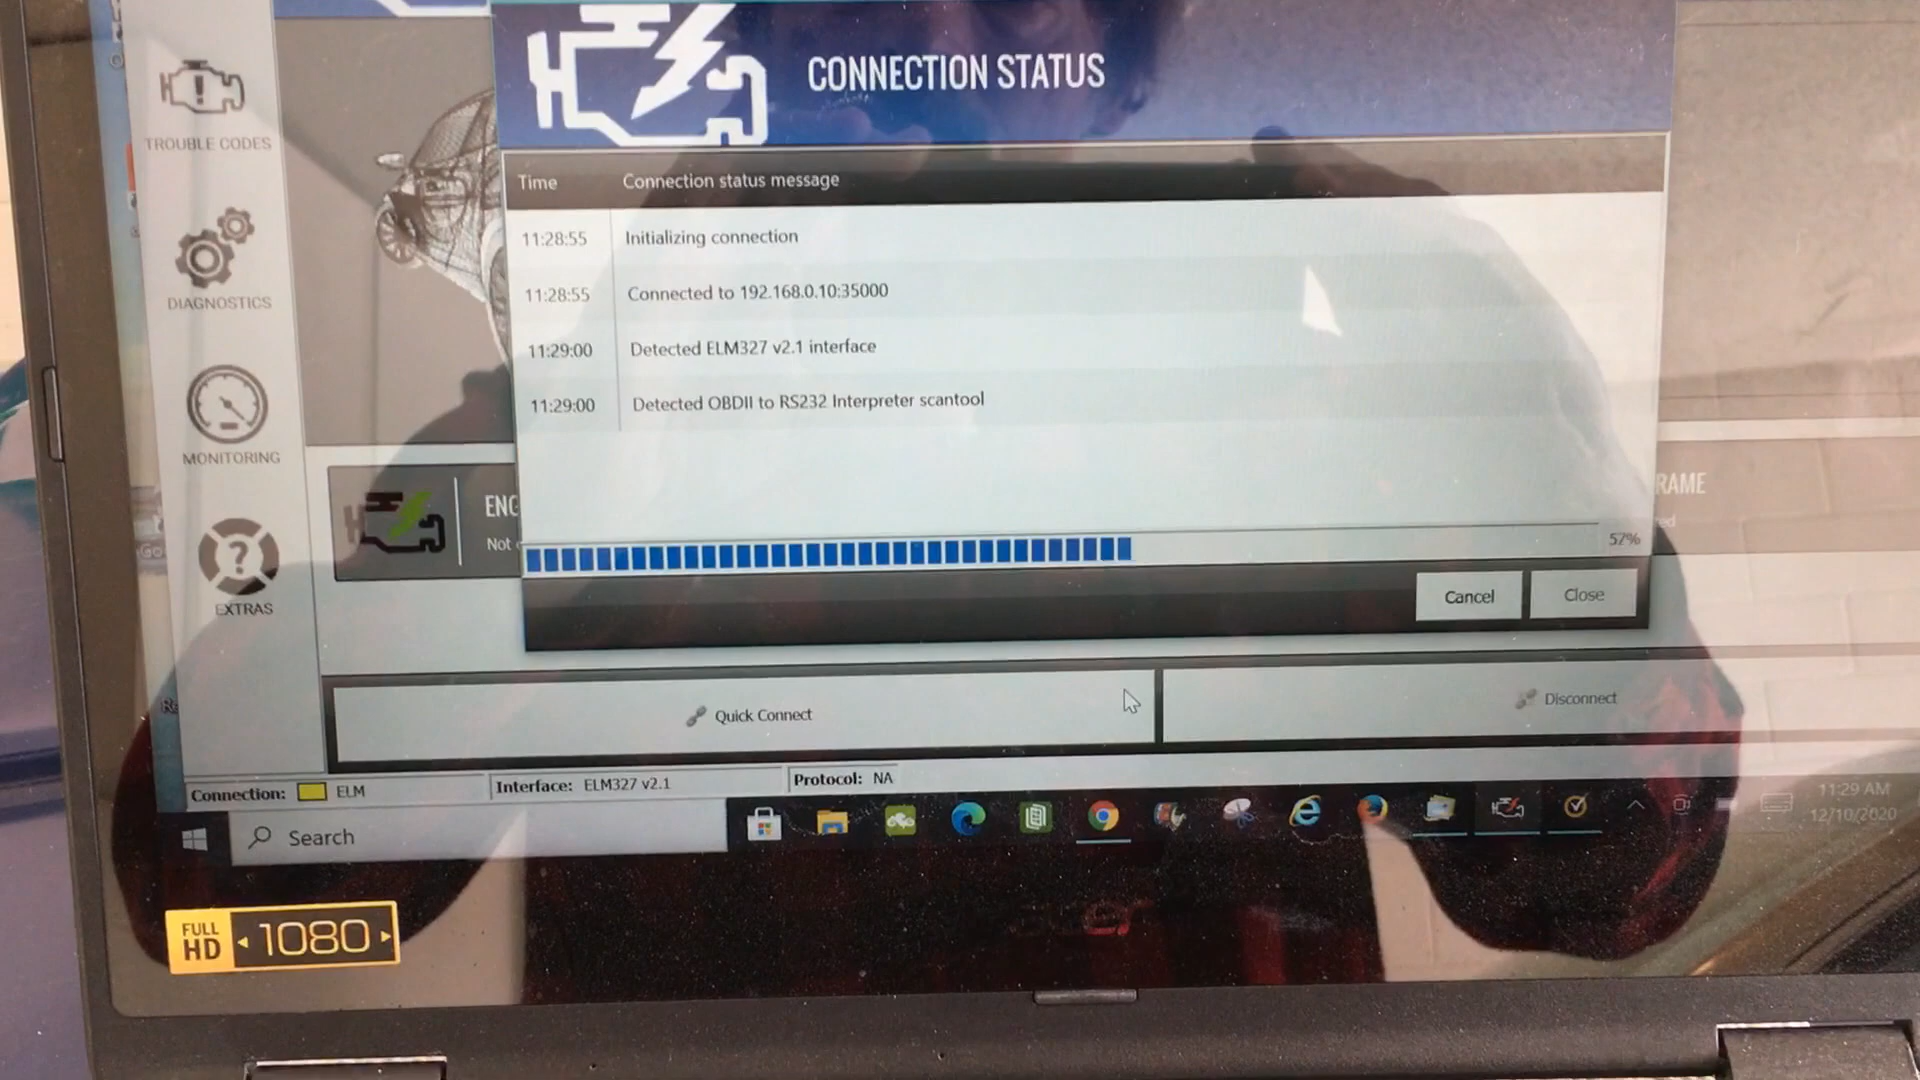 CONNECTION STATUS
TROUBLE CODES
DIAGNOSTICS
MONITORING
EXTRAS
Time Connection status message
11:28:55 Initializing connection
11:28:55 Connected to 192.168.0.10:35000
11:29:00 Detected ELM327 v2.1 interface
11:29:00 Detected OBDII to RS232 Interpreter scantool
57%
Cancel Close
ENG
Not
RAME
ed
Quick Connect Disconnect
Connection: ELM Interface: ELM327 v2.1 Protocol: NA
Search
11:29 AM
12/10/2020
FULL HD 1080
acer